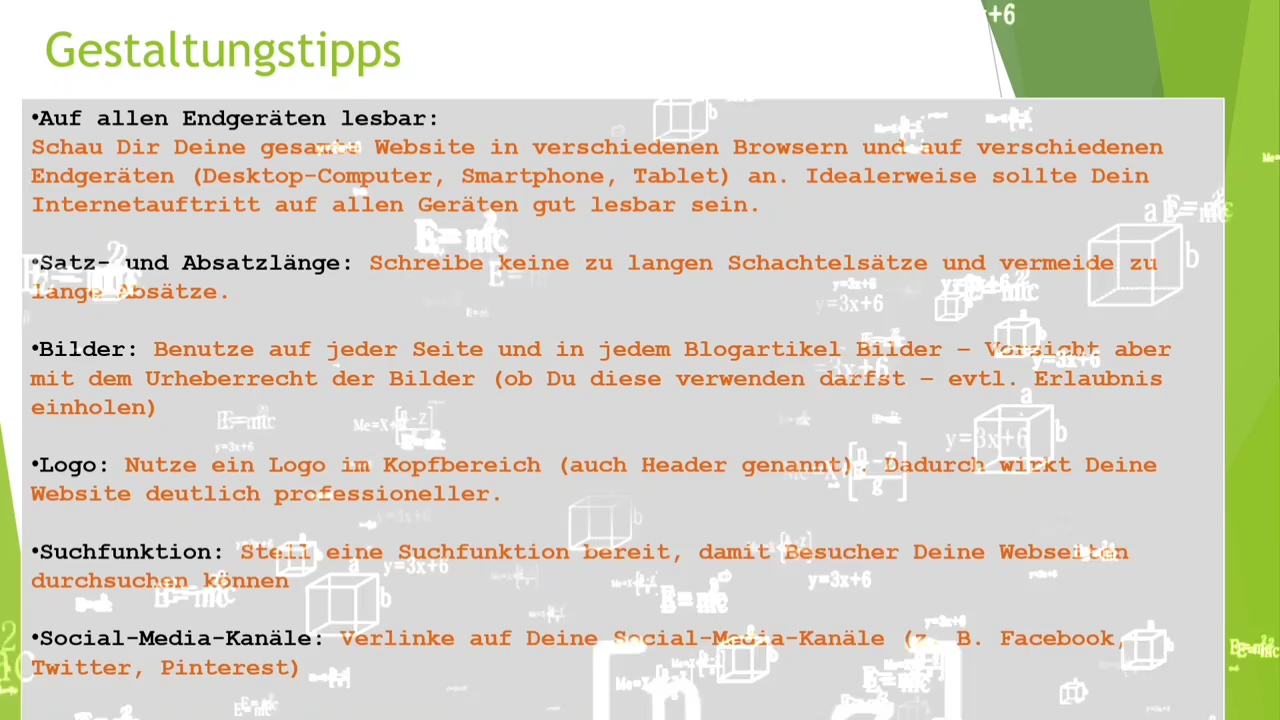 Gestaltungstipps
•Auf allen Endgeräten lesbar:
Schau Dir Deine gesamte Website in verschiedenen Browsern und auf verschiedenen
Endgeräten (Desktop-Computer, Smartphone, Tablet) an. Idealerweise sollte Dein
Internetauftritt auf allen Geräten gut lesbar sein.
•Satz- und Absatzlänge: Schreibe keine zu langen Schachtelsätze und vermeide zu
lange Absätze.
•Bilder: Benutze auf jeder Seite und in jedem Blogartikel Bilder – Vorsicht aber
mit dem Urheberrecht der Bilder (ob Du diese verwenden darfst – evtl. Erlaubnis
einholen)
•Logo: Nutze ein Logo im Kopfbereich (auch Header genannt). Dadurch wirkt Deine
Website deutlich professioneller.
•Suchfunktion: Stell eine Suchfunktion bereit, damit Besucher Deine Webseiten
durchsuchen können
•Social-Media-Kanäle: Verlinke auf Deine Social-Media-Kanäle (z. B. Facebook,
Twitter, Pinterest)